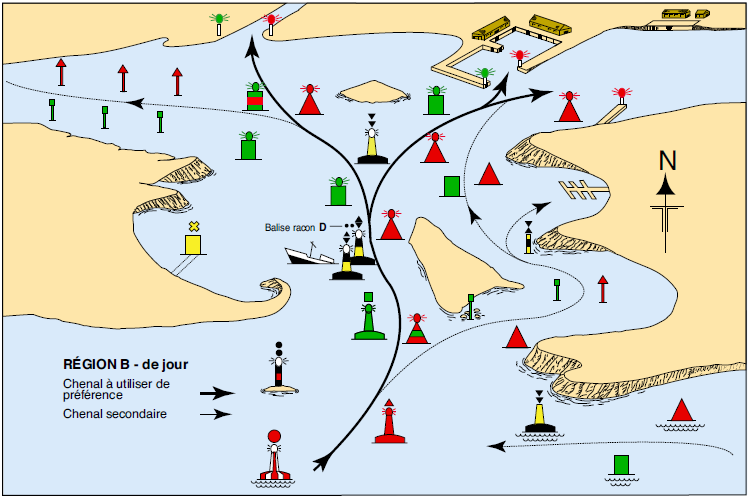 N
Balise racon D
RÉGION B - de jour
Chenal à utiliser de
préférence
Chenal secondaire